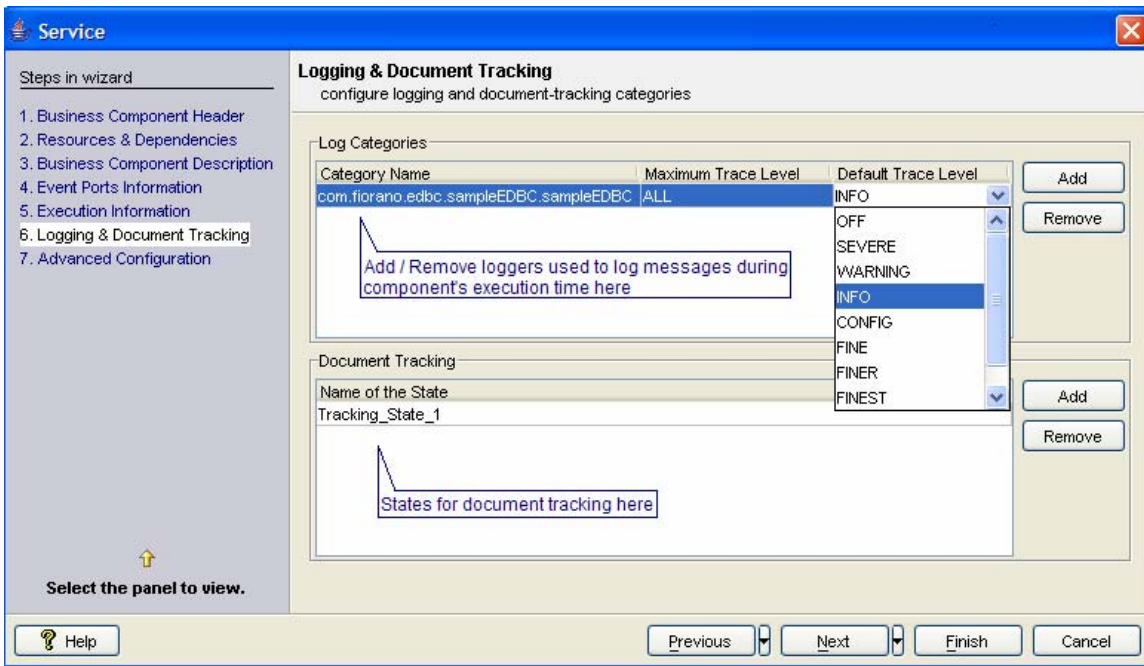 Service
Steps in wizard
1. Business Component Header
2. Resources & Dependencies
3. Business Component Description
4. Event Ports Information
5. Execution Information
6. Logging & Document Tracking
7. Advanced Configuration
Select the panel to view.
Logging & Document Tracking
configure logging and document-tracking categories
Log Categories
Category Name Maximum Trace Level Default Trace Level
com.fiorano.edbc.sampleEDBC.sampleEDBC ALL INFO
OFF
SEVERE
WARNING
INFO
CONFIG
FINE
FINER
FINEST
Add / Remove loggers used to log messages during
component's execution time here
Add
Remove
Document Tracking
Name of the State
Tracking_State_1
States for document tracking here
Add
Remove
? Help
Previous Next Finish Cancel